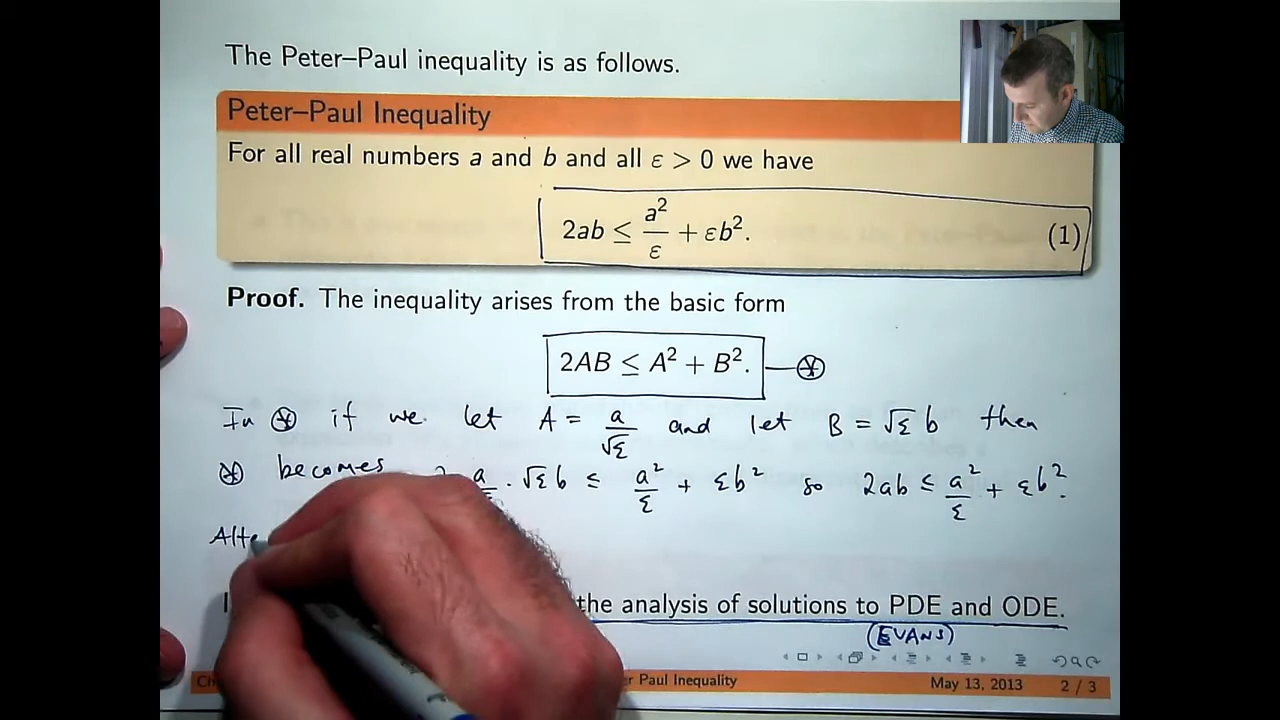 The Peter–Paul inequality is as follows.
Peter–Paul Inequality
For all real numbers a and b and all ε > 0 we have
2ab ≤ a²/ε + εb². (1)
Proof. The inequality arises from the basic form
2AB ≤ A² + B². — ⊛
In ⊛ if we let A = a/√ε and let B = √ε b then
⊛ becomes a · √ε b ≤ a²/ε + εb² so 2ab ≤ a²/ε + εb².
the analysis of solutions to PDE and ODE.
(EVANS)
Paul Inequality May 13, 2013 2 / 3